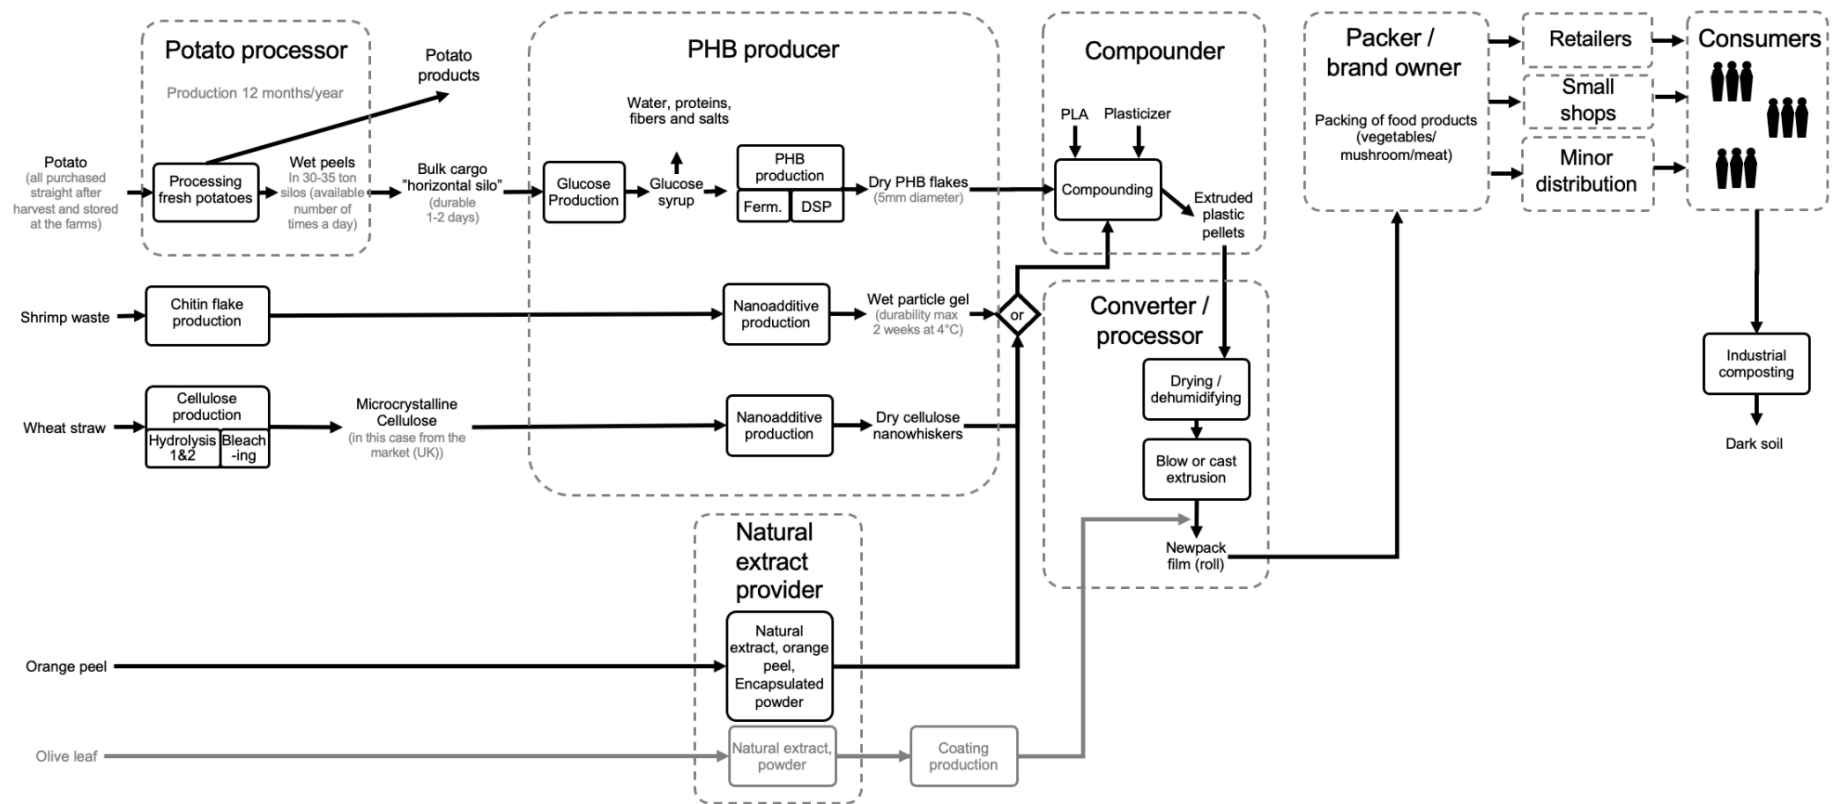 Potato processor
Production 12 months/year
Potato
products
Potato
(all purchased
straight after
harvest and stored
at the farms)
Processing
fresh potatoes
Wet peels
In 30-35 ton
silos (available
number of
times a day)
Bulk cargo
"horizontal silo"
(durable
1-2 days)
PHB producer
Water, proteins,
fibers and salts
Glucose
Production
Glucose
syrup
PHB
production
Ferm.
DSP
Dry PHB flakes
(5mm diameter)
Compounder
PLA
Plasticizer
Compounding
Extruded
plastic
pellets
Packer /
brand owner
Packing of food products
(vegetables/
mushroom/meat)
Retailers
Small
shops
Minor
distribution
Consumers
Shrimp waste
Chitin flake
production
Nanoadditive
production
Wet particle gel
(durability max
2 weeks at 4°C)
or
Converter /
processor
Drying /
dehumidifying
Blow or cast
extrusion
Newpack
film (roll)
Industrial
composting
Dark soil
Wheat straw
Cellulose
production
Hydrolysis
1&2
Bleach
-ing
Microcrystalline
Cellulose
(in this case from the
market (UK))
Nanoadditive
production
Dry cellulose
nanowhiskers
Natural
extract
provider
Orange peel
Natural
extract, orange
peel,
Encapsulated
powder
Olive leaf
Natural extract,
powder
Coating
production